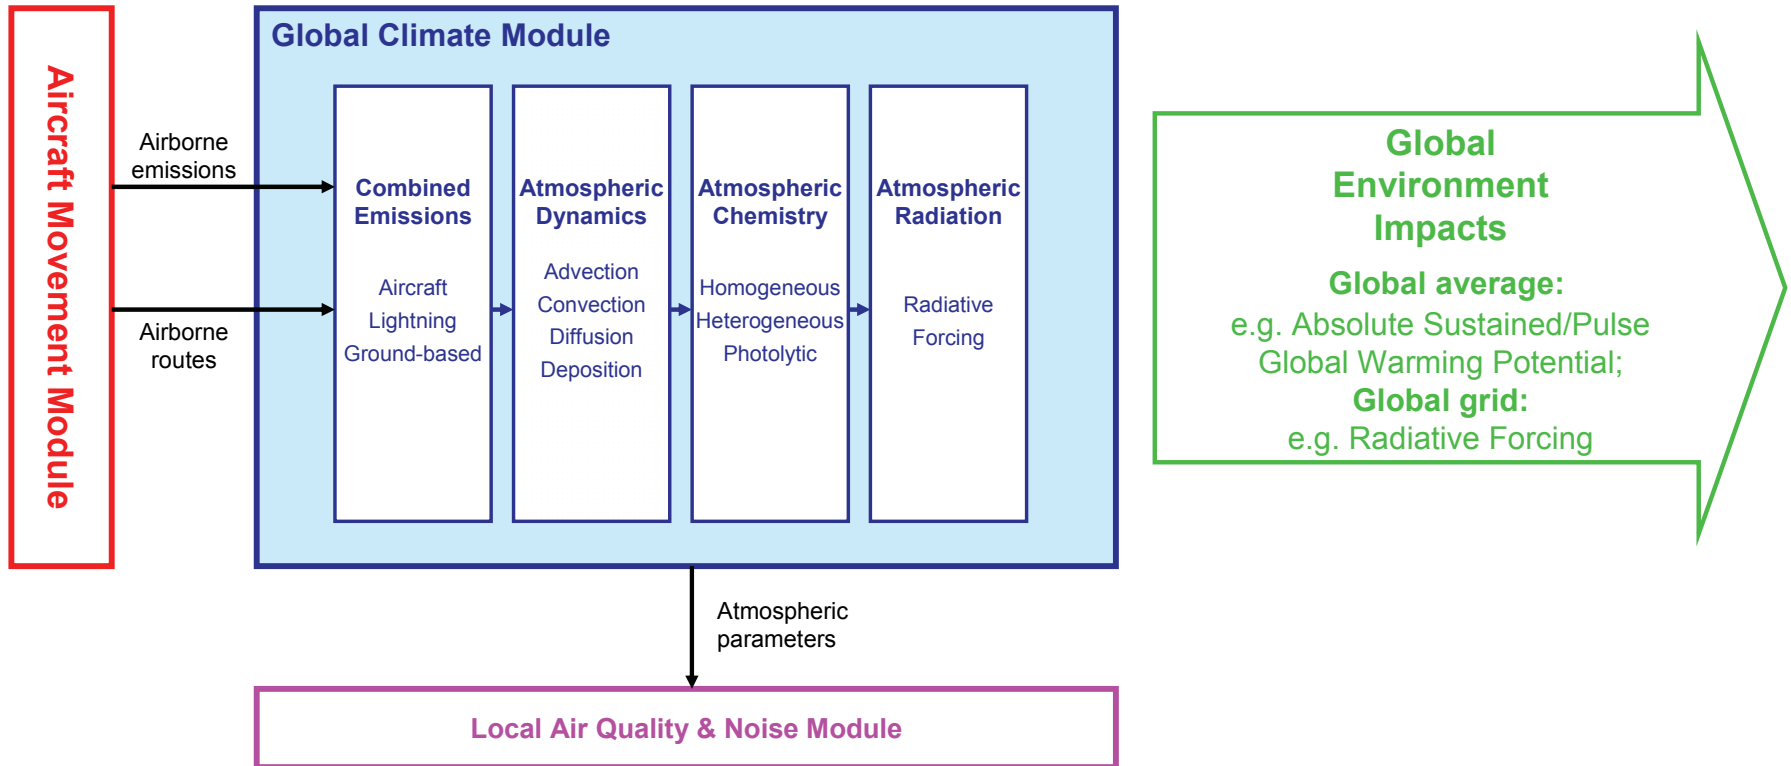 Aircraft Movement Module
Airborne
emissions
Airborne
routes
Global Climate Module
Combined
Emissions
Aircraft
Lightning
Ground-based
Atmospheric
Dynamics
Advection
Convection
Diffusion
Deposition
Atmospheric
Chemistry
Homogeneous
Heterogeneous
Photolytic
Atmospheric
Radiation
Radiative
Forcing
Global
Environment
Impacts
Global average:
e.g. Absolute Sustained/Pulse
Global Warming Potential;
Global grid:
e.g. Radiative Forcing
Atmospheric
parameters
Local Air Quality & Noise Module